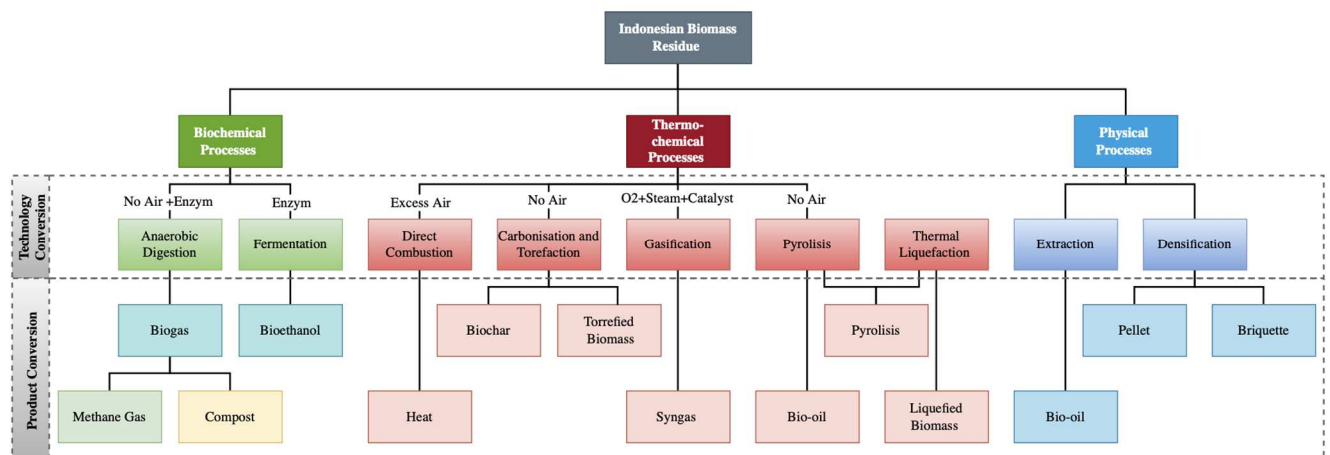 Indonesian Biomass
Residue
Biochemical
Processes
Thermo-
chemical
Processes
Physical
Processes
Technology
Conversion
No Air +Enzym
Enzym
Excess Air
No Air
O2+Steam+Catalyst
No Air
Anaerobic
Digestion
Fermentation
Direct
Combustion
Carbonisation and
Torefaction
Gasification
Pyrolisis
Thermal
Liquefaction
Extraction
Densification
Product Conversion
Biogas
Bioethanol
Biochar
Torrefied
Biomass
Pyrolisis
Pellet
Briquette
Methane Gas
Compost
Heat
Syngas
Bio-oil
Liquefied
Biomass
Bio-oil